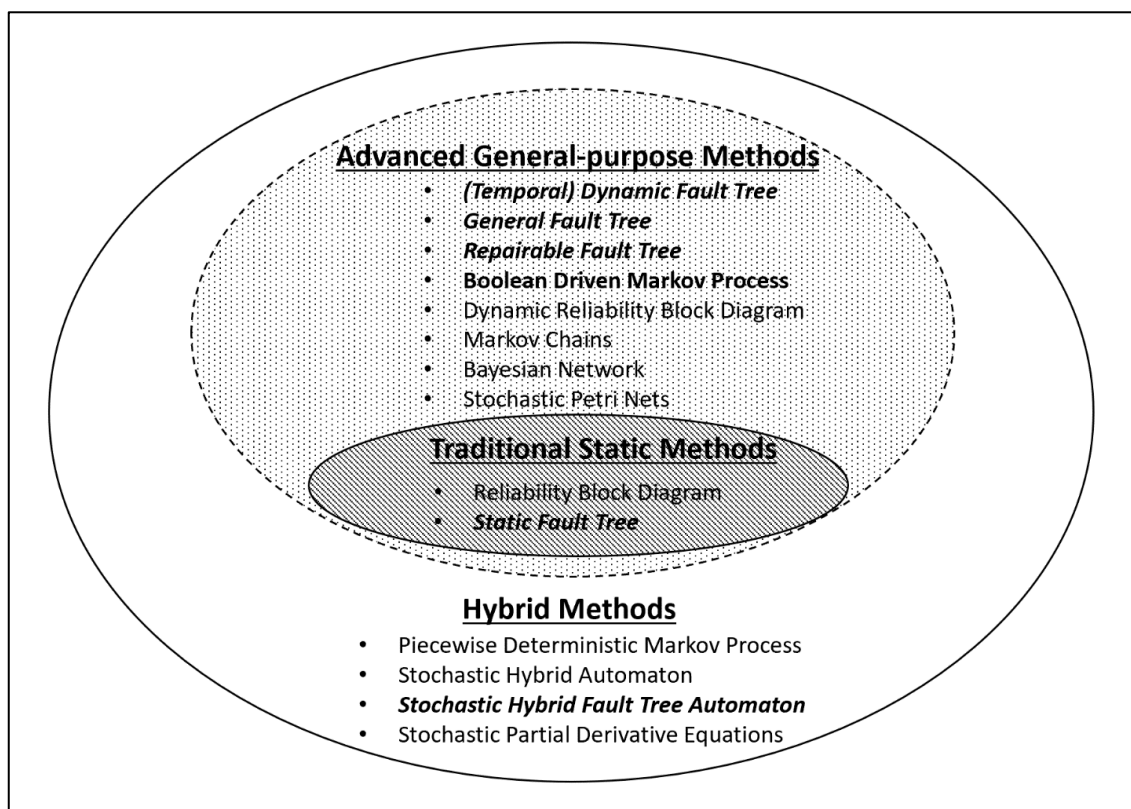 Advanced General-purpose Methods
• (Temporal) Dynamic Fault Tree
• General Fault Tree
• Repairable Fault Tree
• Boolean Driven Markov Process
• Dynamic Reliability Block Diagram
• Markov Chains
• Bayesian Network
• Stochastic Petri Nets
Traditional Static Methods
• Reliability Block Diagram
• Static Fault Tree
Hybrid Methods
• Piecewise Deterministic Markov Process
• Stochastic Hybrid Automaton
• Stochastic Hybrid Fault Tree Automaton
• Stochastic Partial Derivative Equations